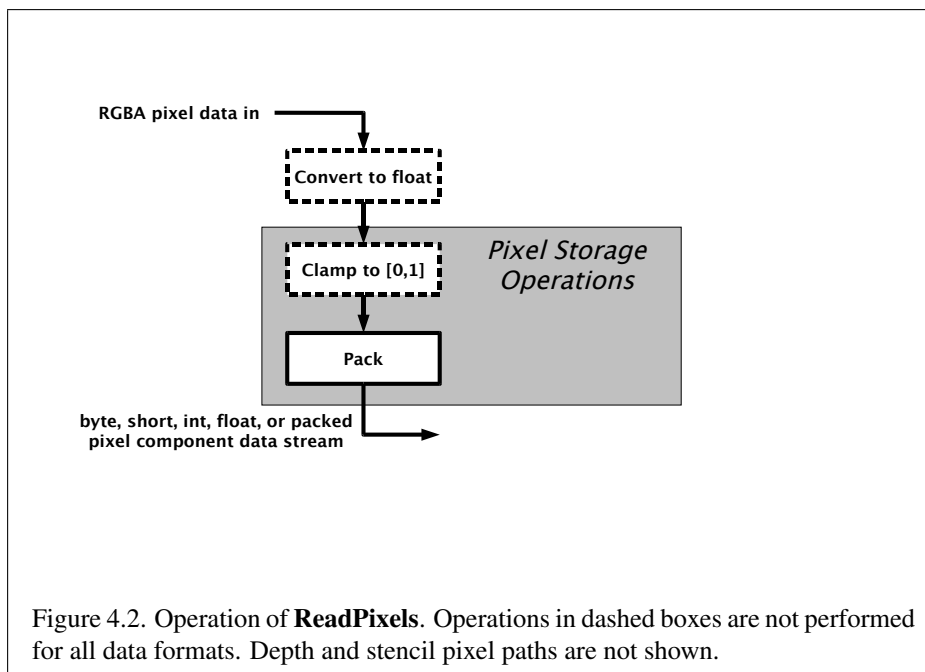 RGBA pixel data in
Convert to float
Clamp to [0,1]
Pixel Storage
Operations
Pack
byte, short, int, float, or packed
pixel component data stream
Figure 4.2. Operation of ReadPixels. Operations in dashed boxes are not performed
for all data formats. Depth and stencil pixel paths are not shown.